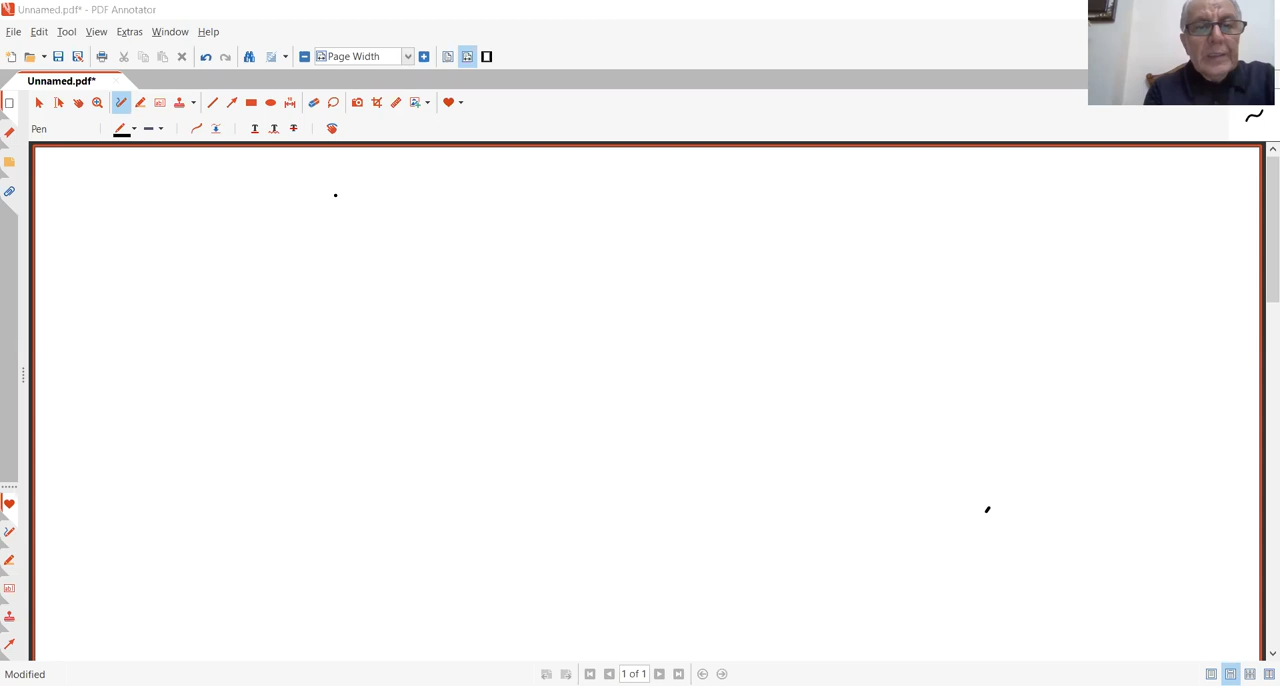 Unnamed.pdf* - PDF Annotator
File Edit Tool View Extras Window Help
Page Width
Unnamed.pdf*
Pen
Modified
1 of 1